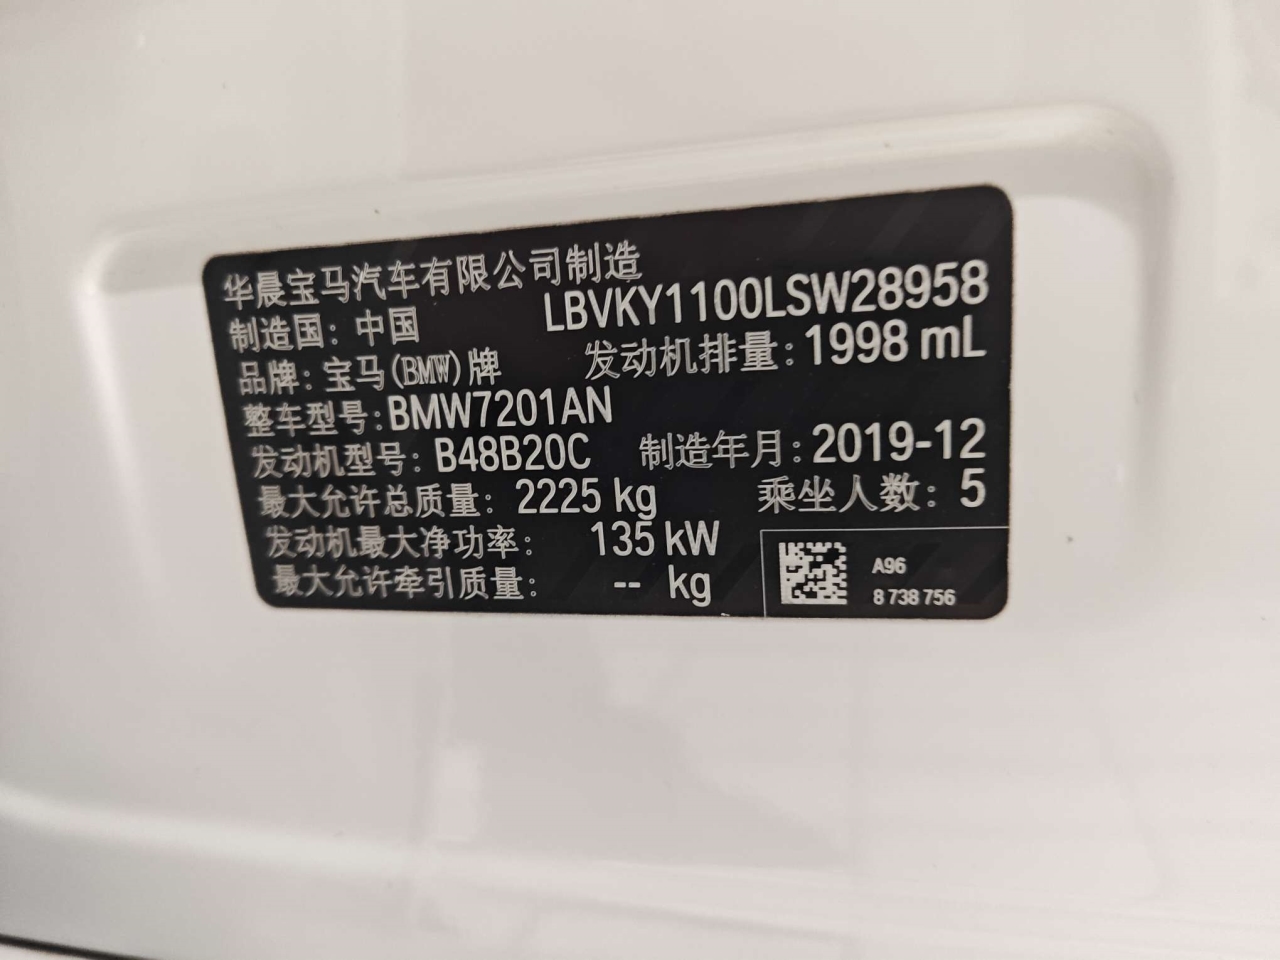 华晨宝马汽车有限公司制造
制造国：中国 LBVKY1100LSW28958
品牌：宝马(BMW)牌 发动机排量：1998 mL
整车型号：BMW7201AN
发动机型号：B48B20C 制造年月：2019-12
最大允许总质量：2225 kg 乘坐人数：5
发动机最大净功率：135 kW
最大允许牵引质量：-- kg
A96
8 738 756